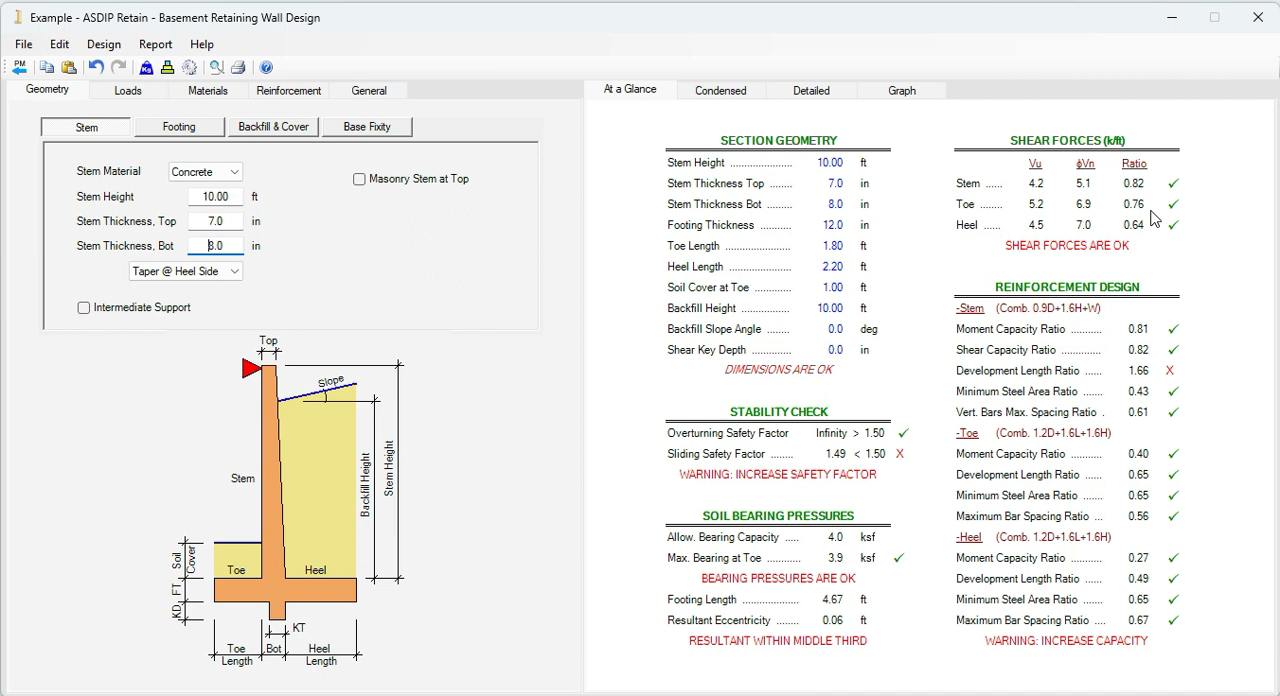 Example - ASDIP Retain - Basement Retaining Wall Design
File Edit Design Report Help
PM Kg
Geometry Loads Materials Reinforcement General
Stem Footing Backfill & Cover Base Fixity
Stem Material Concrete
Masonry Stem at Top
Stem Height 10.00 ft
Stem Thickness, Top 7.0 in
Stem Thickness, Bot 8.0 in
Taper @ Heel Side
Intermediate Support
Top
Slope
Stem
Backfill Height
Stem Height
Soil Cover
Toe Heel
FT
KD
KT
Toe Length
Bot
Heel Length
At a Glance Condensed Detailed Graph
SECTION GEOMETRY
Stem Height ..................... 10.00 ft
Stem Thickness Top ........ 7.0 in
Stem Thickness Bot ........ 8.0 in
Footing Thickness ........... 12.0 in
Toe Length ...................... 1.80 ft
Heel Length ..................... 2.20 ft
Soil Cover at Toe ............ 1.00 ft
Backfill Height ................. 10.00 ft
Backfill Slope Angle ........ 0.0 deg
Shear Key Depth ............. 0.0 in
DIMENSIONS ARE OK
STABILITY CHECK
Overturning Safety Factor Infinity > 1.50 ✓
Sliding Safety Factor ........ 1.49 < 1.50 X
WARNING: INCREASE SAFETY FACTOR
SOIL BEARING PRESSURES
Allow. Bearing Capacity ..... 4.0 ksf
Max. Bearing at Toe ............ 3.9 ksf ✓
BEARING PRESSURES ARE OK
Footing Length .................... 4.67 ft
Resultant Eccentricity ........ 0.06 ft
RESULTANT WITHIN MIDDLE THIRD
SHEAR FORCES (k/ft)
Vu ϕVn Ratio
Stem ..... 4.2 5.1 0.82 ✓
Toe ........ 5.2 6.9 0.76 ✓
Heel ...... 4.5 7.0 0.64 ✓
SHEAR FORCES ARE OK
REINFORCEMENT DESIGN
-Stem (Comb. 0.9D+1.6H+W)
Moment Capacity Ratio ........... 0.81 ✓
Shear Capacity Ratio .............. 0.82 ✓
Development Length Ratio ...... 1.66 X
Minimum Steel Area Ratio ....... 0.43 ✓
Vert. Bars Max. Spacing Ratio . 0.61 ✓
-Toe (Comb. 1.2D+1.6L+1.6H)
Moment Capacity Ratio ........... 0.40 ✓
Development Length Ratio ...... 0.65 ✓
Minimum Steel Area Ratio ....... 0.65 ✓
Maximum Bar Spacing Ratio ... 0.56 ✓
-Heel (Comb. 1.2D+1.6L+1.6H)
Moment Capacity Ratio ........... 0.27 ✓
Development Length Ratio ...... 0.49 ✓
Minimum Steel Area Ratio ....... 0.65 ✓
Maximum Bar Spacing Ratio .... 0.67 ✓
WARNING: INCREASE CAPACITY